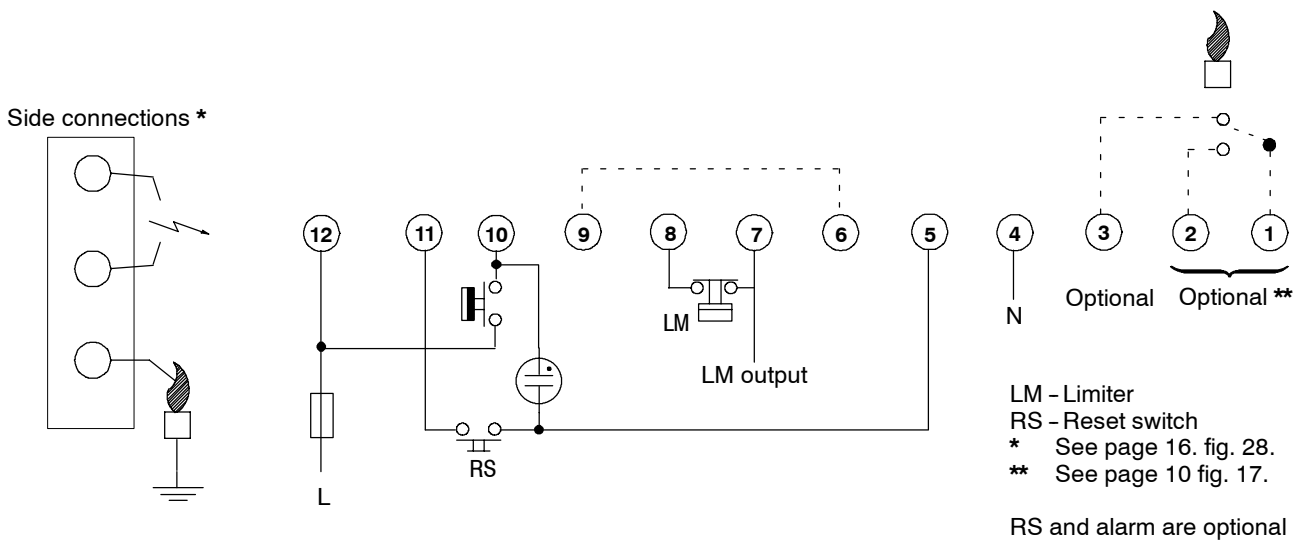 Side connections *
12
11
10
9
8
7
6
5
4
3
2
1
Optional
Optional **
LM
N
LM output
RS
L
LM – Limiter
RS – Reset switch
* See page 16. fig. 28.
** See page 10 fig. 17.
RS and alarm are optional